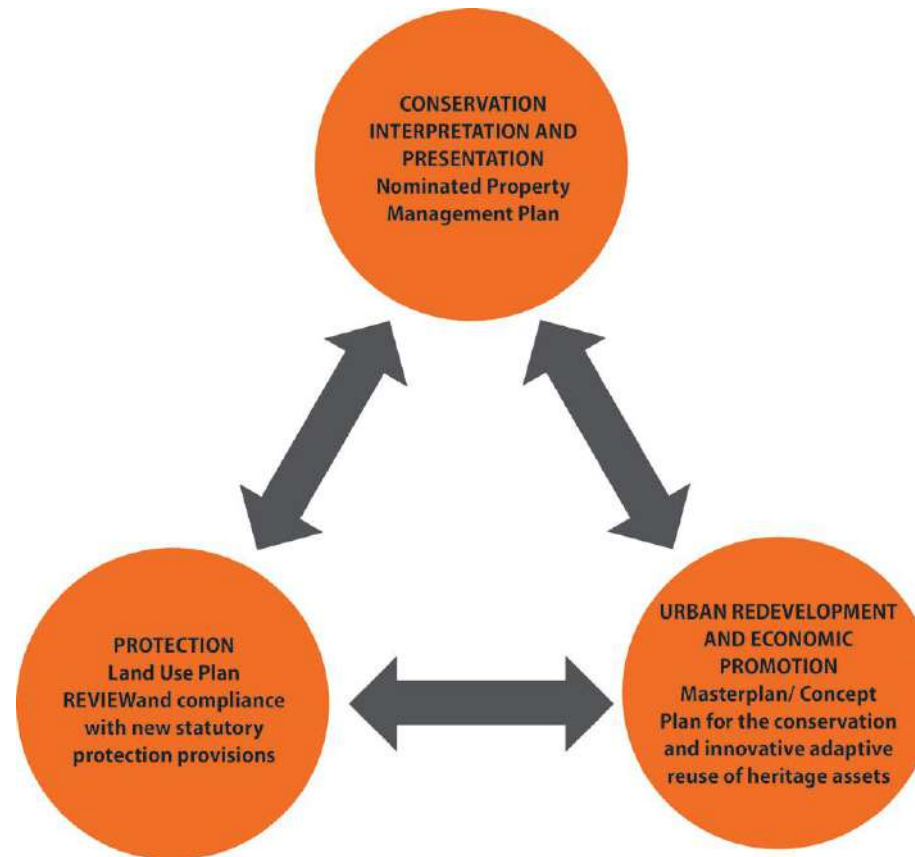 CONSERVATION
INTERPRETATION AND
PRESENTATION
Nominated Property
Management Plan
PROTECTION
Land Use Plan
REVIEWand compliance
with new statutory
protection provisions
URBAN REDEVELOPMENT
AND ECONOMIC
PROMOTION
Masterplan/ Concept
Plan for the conservation
and innovative adaptive
reuse of heritage assets